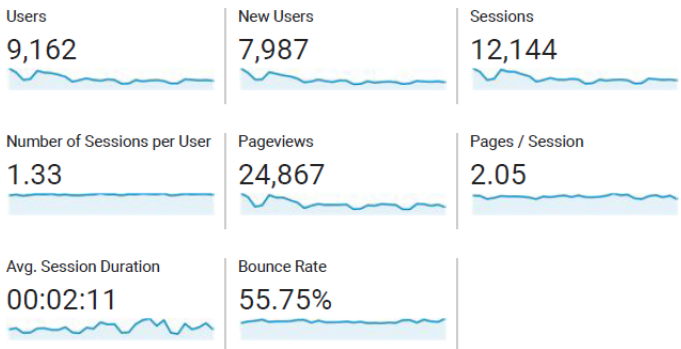 Users
9,162
New Users
7,987
Sessions
12,144
Number of Sessions per User
1.33
Pageviews
24,867
Pages / Session
2.05
Avg. Session Duration
00:02:11
Bounce Rate
55.75%